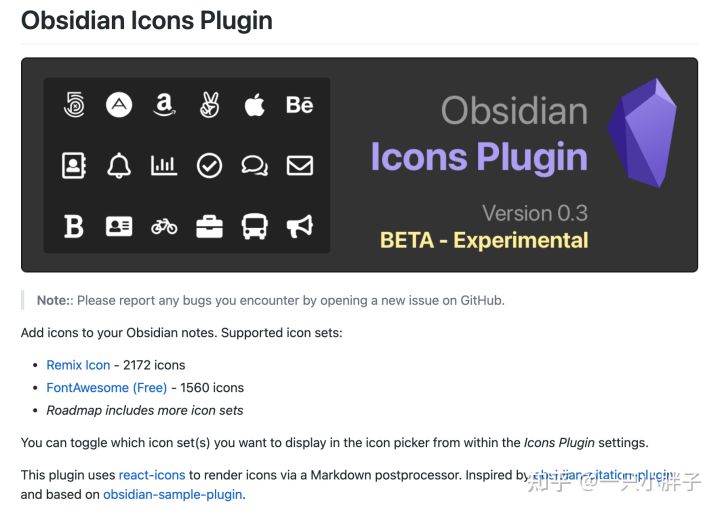 Obsidian Icons Plugin
Obsidian
Icons Plugin
Version 0.3
BETA - Experimental
Note:: Please report any bugs you encounter by opening a new issue on GitHub.
Add icons to your Obsidian notes. Supported icon sets:
• Remix Icon - 2172 icons
• FontAwesome (Free) - 1560 icons
• Roadmap includes more icon sets
You can toggle which icon set(s) you want to display in the icon picker from within the Icons Plugin settings.
This plugin uses react-icons to render icons via a Markdown postprocessor. Inspired by obsidian-citation-plugin
and based on obsidian-sample-plugin.
知乎 @一只小胖子